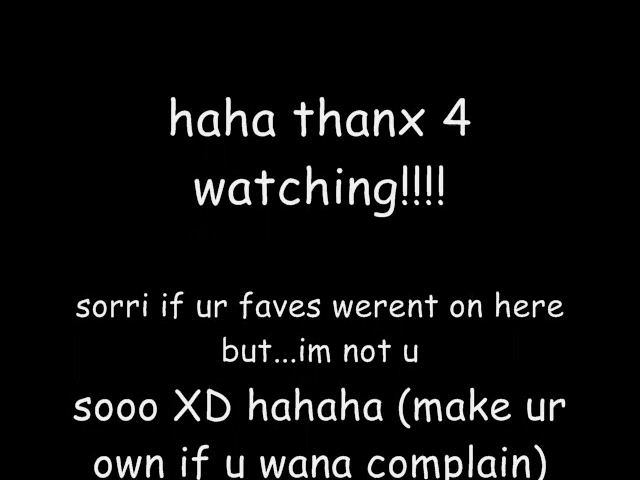 haha thanx 4
watching!!!!
sorri if ur faves werent on here
but...im not u
sooo XD hahaha (make ur
own if u wana complain)